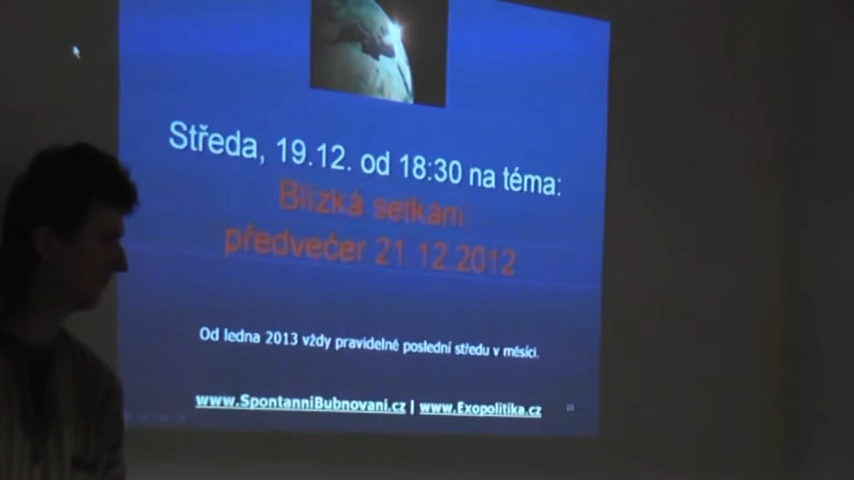 Středa, 19.12. od 18:30 na téma:
Blízká setkání
předvečer 21.12.2012
Od ledna 2013 vždy pravidelně poslední středu v měsíci.
www.SpontanniBubnovani.cz | www.Exopolitika.cz